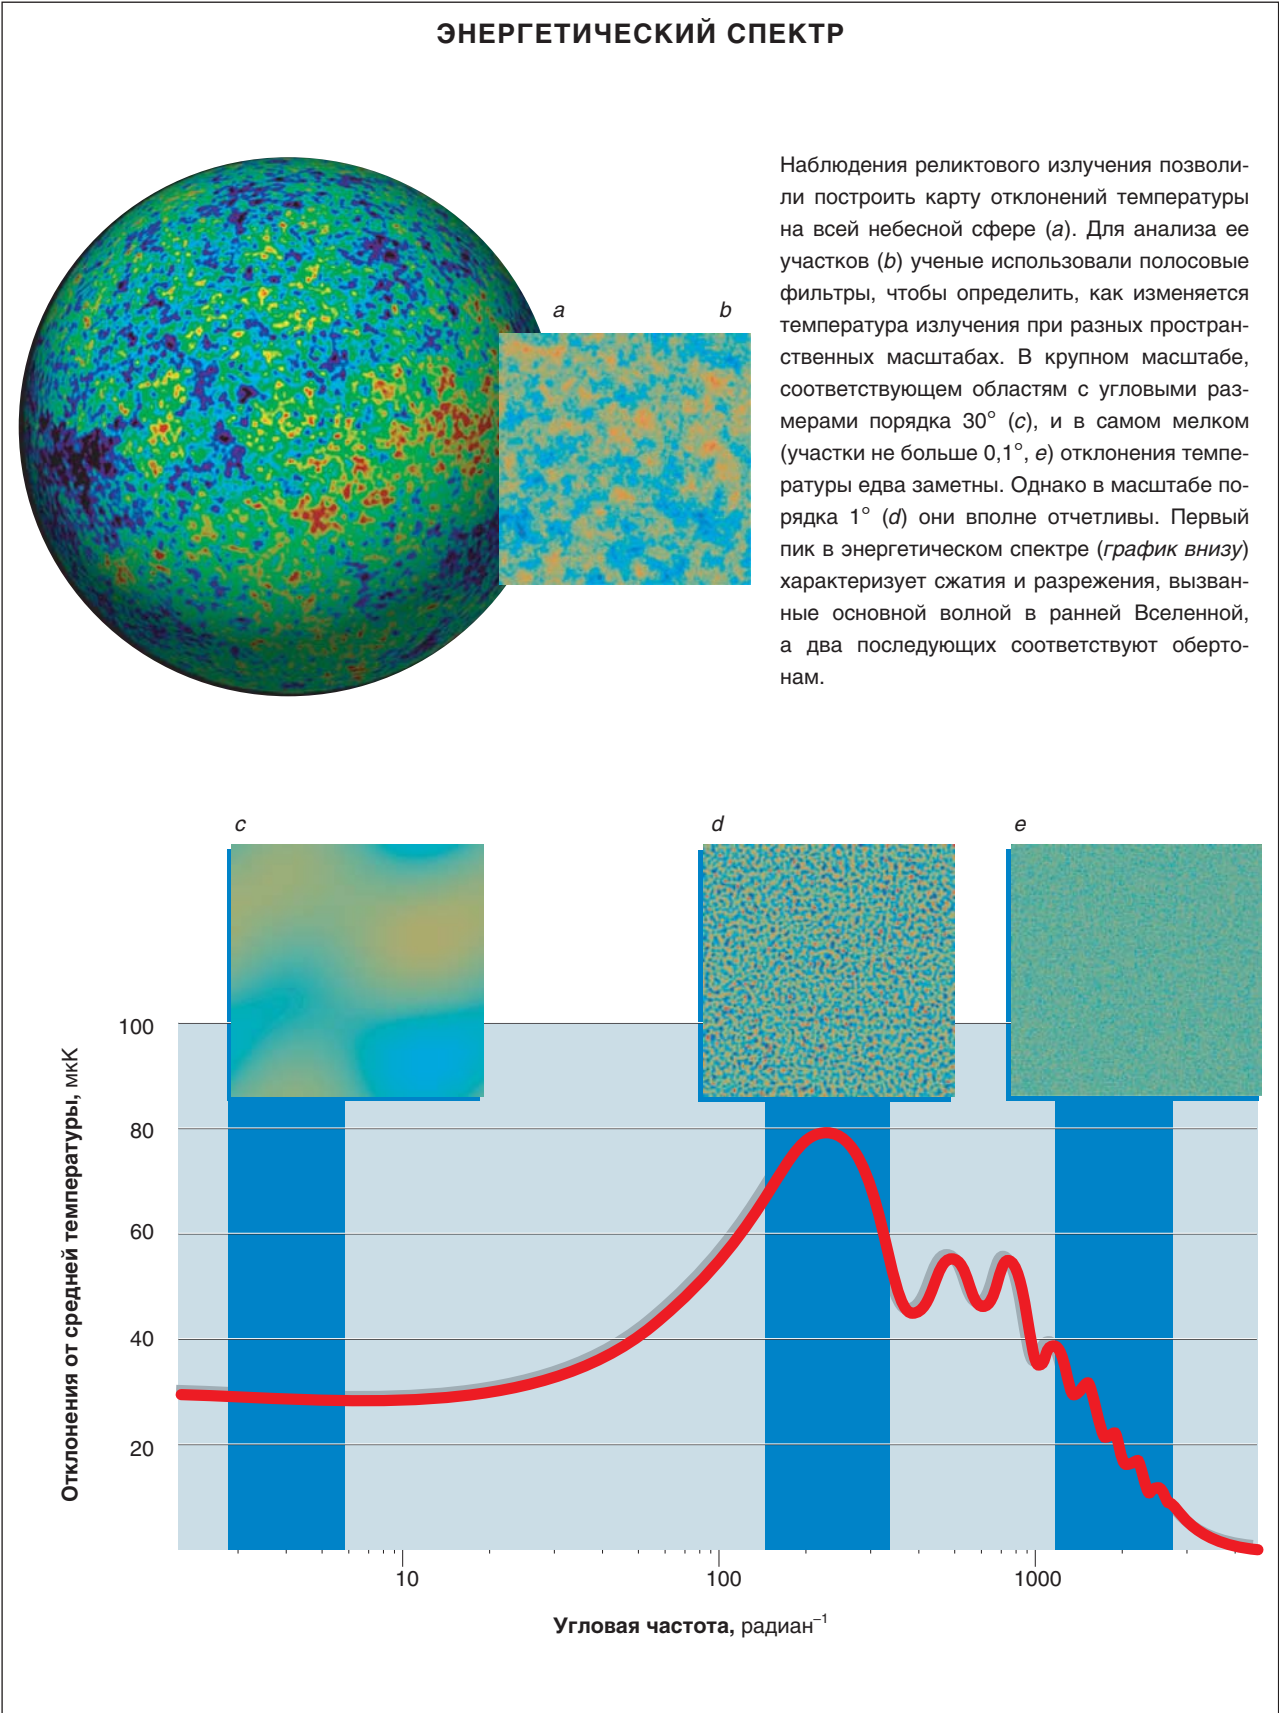 ЭНЕРГЕТИЧЕСКИЙ СПЕКТР
Наблюдения реликтового излучения позволи-
ли построить карту отклонений температуры
на всей небесной сфере (a). Для анализа ее
участков (b) ученые использовали полосовые
фильтры, чтобы определить, как изменяется
температура излучения при разных простран-
ственных масштабах. В крупном масштабе,
соответствующем областям с угловыми раз-
мерами порядка 30° (c), и в самом мелком
(участки не больше 0,1°, e) отклонения темпе-
ратуры едва заметны. Однако в масштабе по-
рядка 1° (d) они вполне отчетливы. Первый
пик в энергетическом спектре (график внизу)
характеризует сжатия и разрежения, вызван-
ные основной волной в ранней Вселенной,
а два последующих соответствуют оберто-
нам.
a b
c d e
100
80
60
40
20
Отклонения от средней температуры, мкК
10 100 1000
Угловая частота, радиан⁻¹